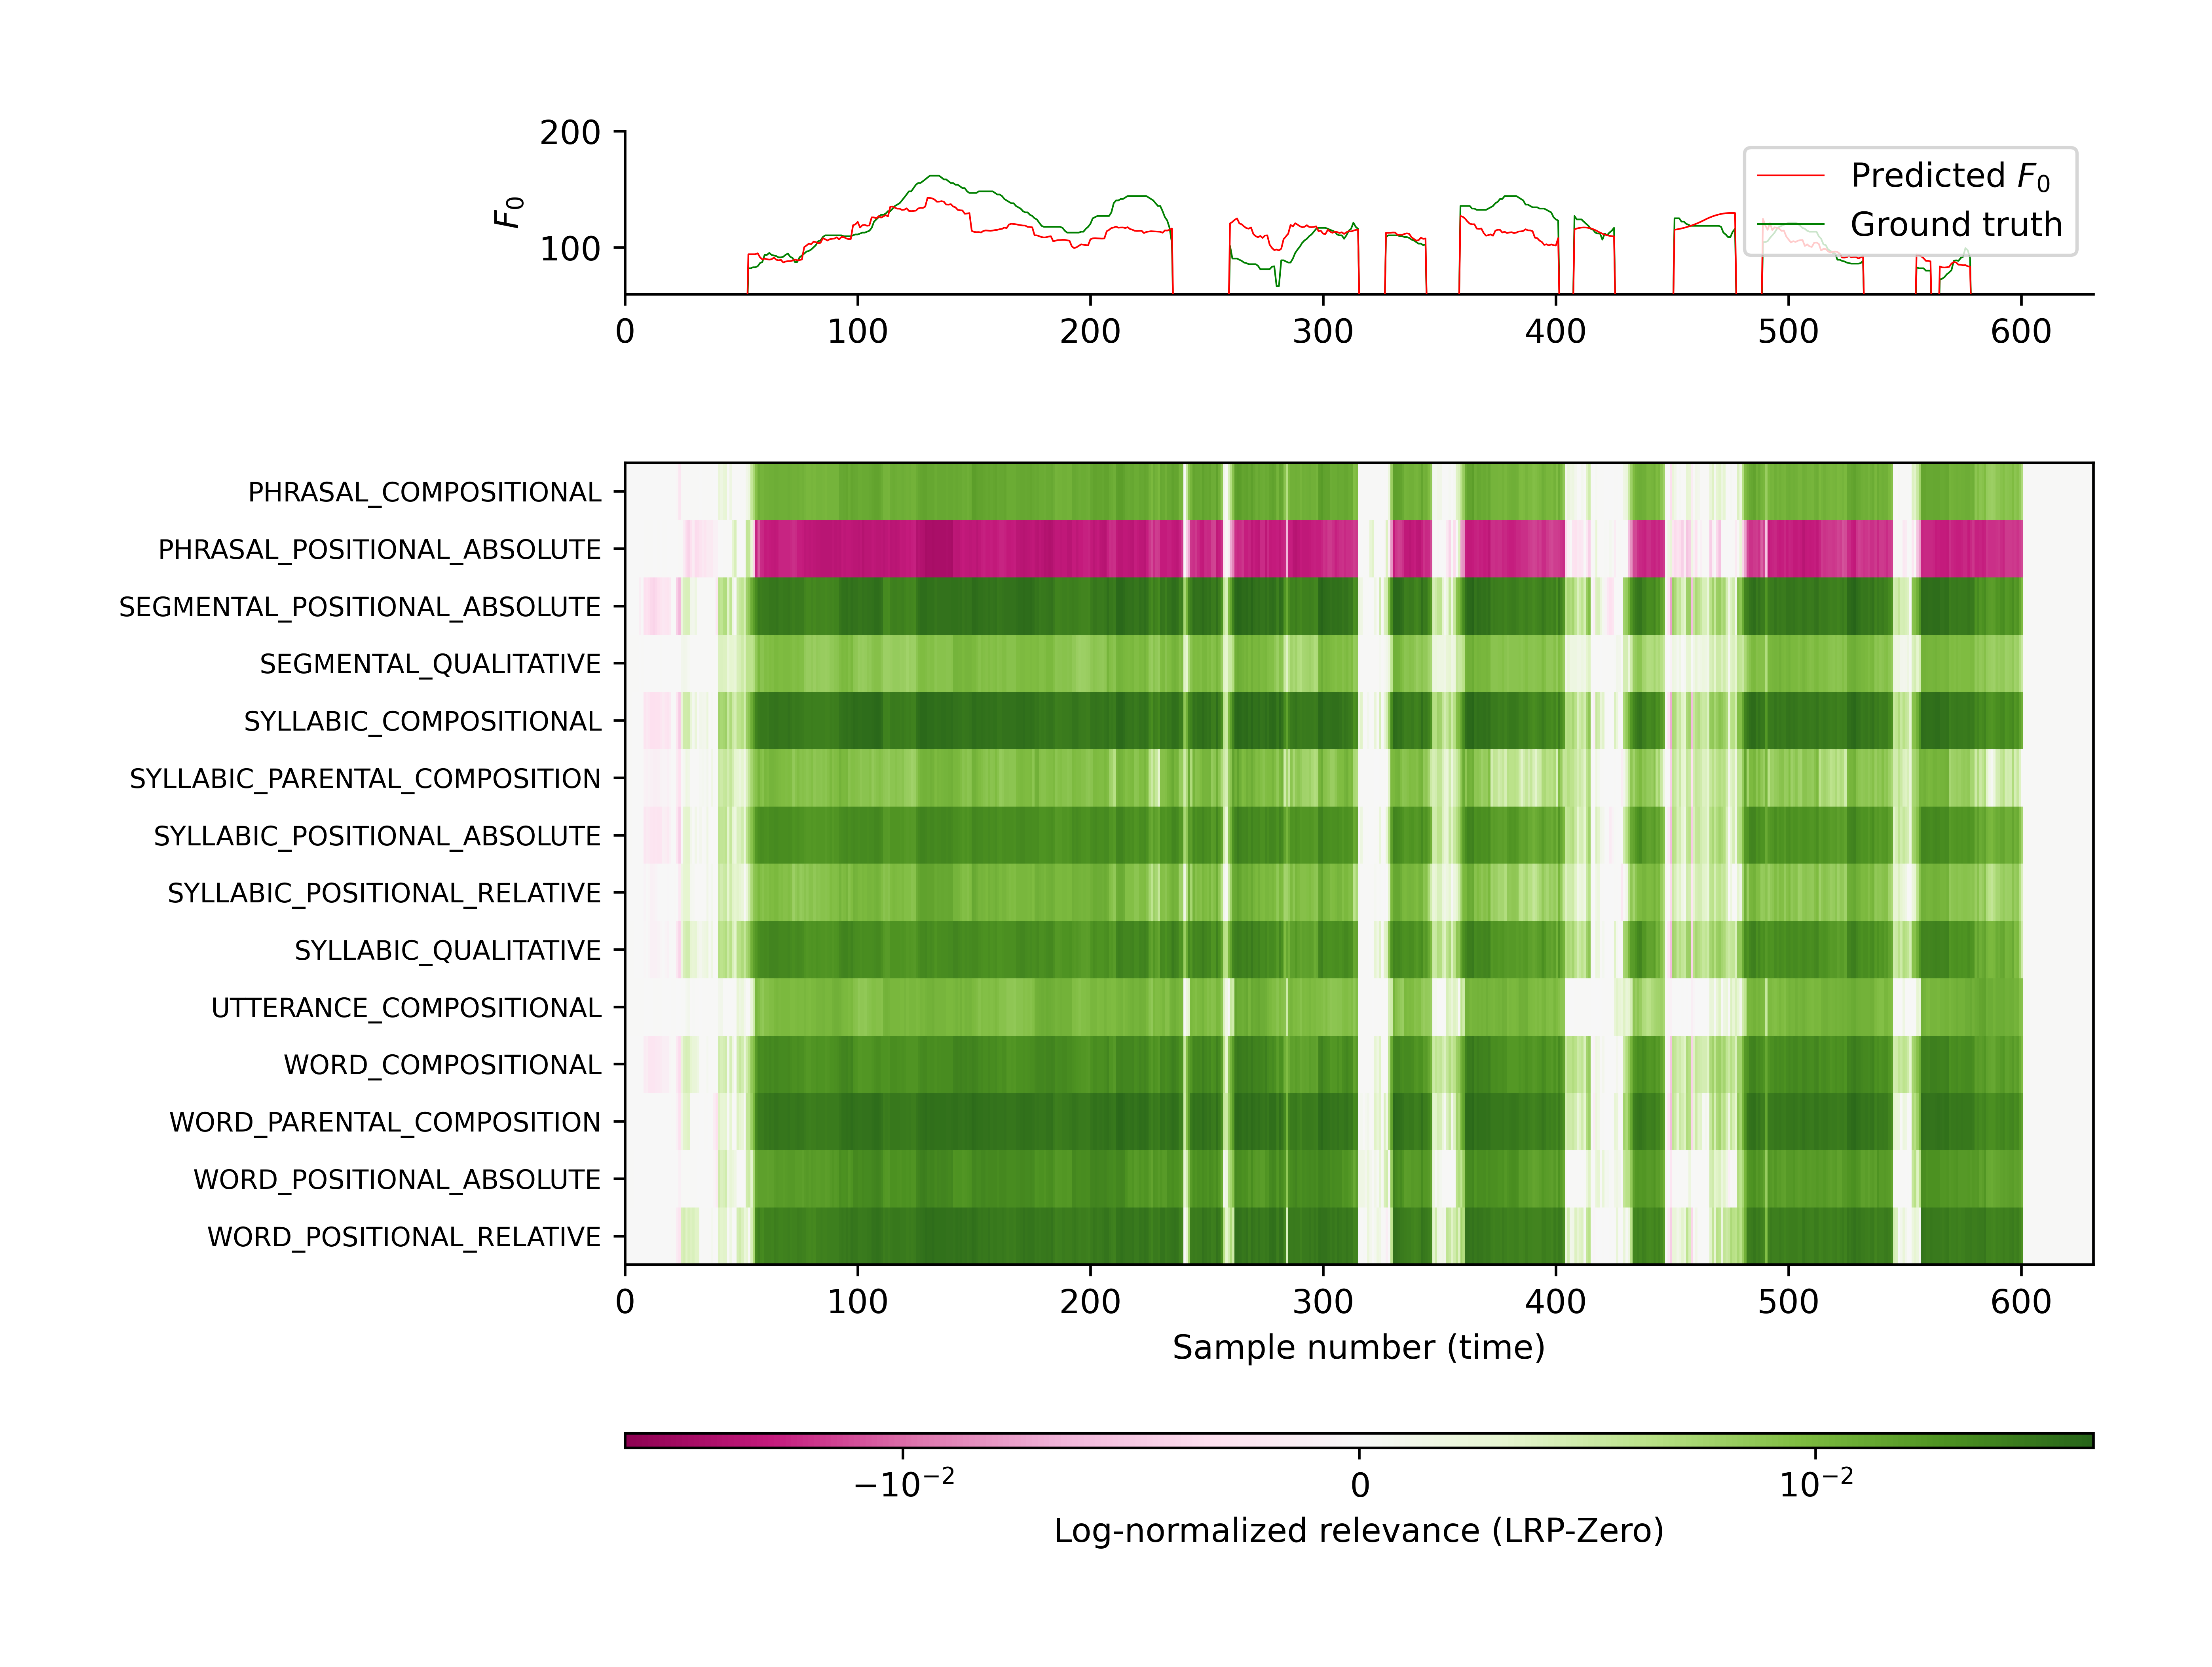 200
100
F₀
Predicted F₀
Ground truth
0 100 200 300 400 500 600
PHRASAL_COMPOSITIONAL
PHRASAL_POSITIONAL_ABSOLUTE
SEGMENTAL_POSITIONAL_ABSOLUTE
SEGMENTAL_QUALITATIVE
SYLLABIC_COMPOSITIONAL
SYLLABIC_PARENTAL_COMPOSITION
SYLLABIC_POSITIONAL_ABSOLUTE
SYLLABIC_POSITIONAL_RELATIVE
SYLLABIC_QUALITATIVE
UTTERANCE_COMPOSITIONAL
WORD_COMPOSITIONAL
WORD_PARENTAL_COMPOSITION
WORD_POSITIONAL_ABSOLUTE
WORD_POSITIONAL_RELATIVE
0 100 200 300 400 500 600
Sample number (time)
−10⁻² 0 10⁻²
Log-normalized relevance (LRP-Zero)